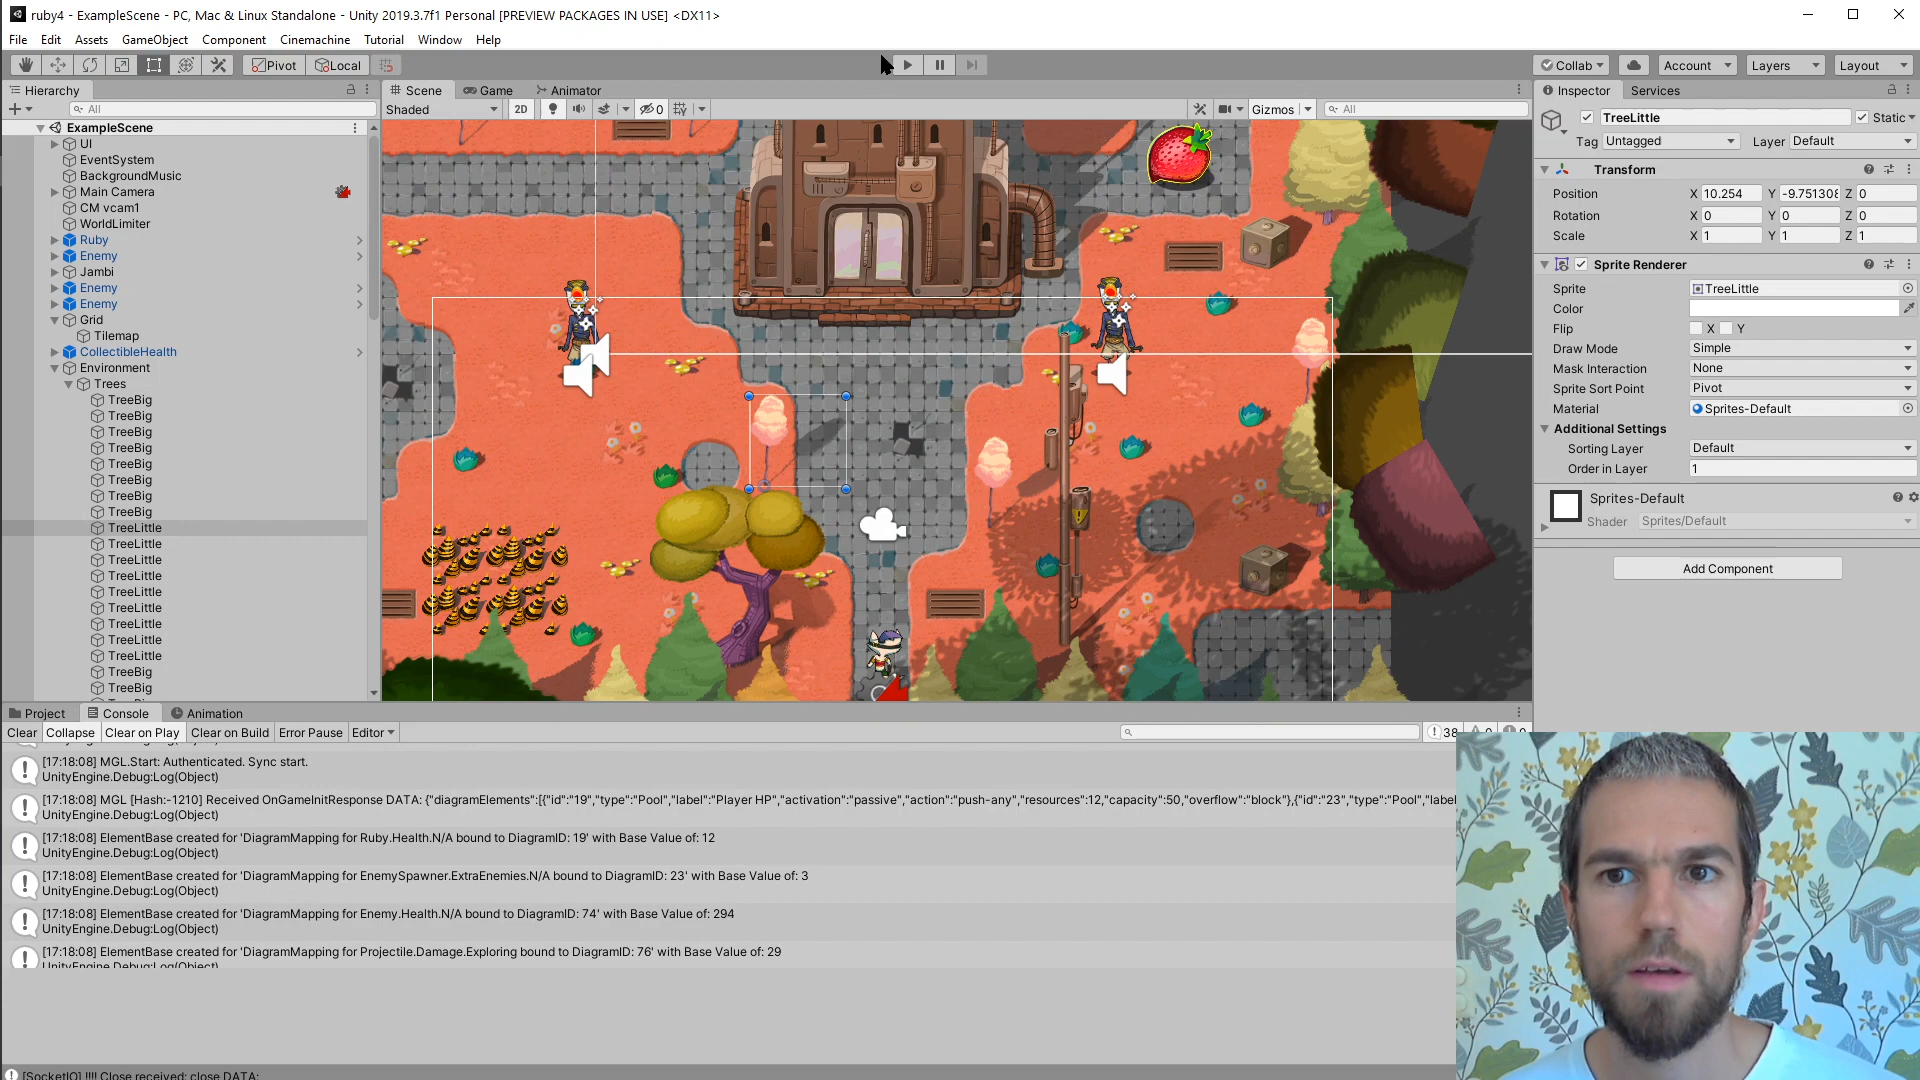 ruby4 - ExampleScene - PC, Mac & Linux Standalone - Unity 2019.3.7f1 Personal [PREVIEW PACKAGES IN USE] <DX11>
File Edit Assets GameObject Component Cinemachine Tutorial Window Help
Pivot Local Collab Account Layers Layout
Hierarchy
All
ExampleScene
UI
EventSystem
BackgroundMusic
Main Camera
CM vcam1
WorldLimiter
Ruby
Enemy
Jambi
Enemy
Enemy
Grid
Tilemap
CollectibleHealth
Environment
Trees
TreeBig
TreeBig
TreeBig
TreeBig
TreeBig
TreeBig
TreeBig
TreeBig
TreeLittle
TreeLittle
TreeLittle
TreeLittle
TreeLittle
TreeLittle
TreeLittle
TreeLittle
TreeLittle
TreeBig
TreeBig
Scene Game Animator
Shaded 2D 0 Gizmos All
Inspector Services
TreeLittle Static
Tag Untagged Layer Default
Transform
Position X 10.254 Y -9.751308 Z 0
Rotation X 0 Y 0 Z 0
Scale X 1 Y 1 Z 1
Sprite Renderer
Sprite TreeLittle
Color
Flip X Y
Draw Mode Simple
Mask Interaction None
Sprite Sort Point Pivot
Material Sprites-Default
Additional Settings
Sorting Layer Default
Order in Layer 1
Sprites-Default
Shader Sprites/Default
Add Component
Project Console Animation
Clear Collapse Clear on Play Clear on Build Error Pause Editor 38
[17:18:08] MGL.Start: Authenticated. Sync start.
UnityEngine.Debug:Log(Object)
[17:18:08] MGL [Hash:-1210] Received OnGameInitResponse DATA: {"diagramElements":[{"id":"19","type":"Pool","label":"Player HP","activation":"passive","action":"push-any","resources":12,"capacity":50,"overflow":"block"},{"id":"23","type":"Pool","label
UnityEngine.Debug:Log(Object)
[17:18:08] ElementBase created for 'DiagramMapping for Ruby.Health.N/A bound to DiagramID: 19' with Base Value of: 12
UnityEngine.Debug:Log(Object)
[17:18:08] ElementBase created for 'DiagramMapping for EnemySpawner.ExtraEnemies.N/A bound to DiagramID: 23' with Base Value of: 3
UnityEngine.Debug:Log(Object)
[17:18:08] ElementBase created for 'DiagramMapping for Enemy.Health.N/A bound to DiagramID: 74' with Base Value of: 294
UnityEngine.Debug:Log(Object)
[17:18:08] ElementBase created for 'DiagramMapping for Projectile.Damage.Exploring bound to DiagramID: 76' with Base Value of: 29
UnityEngine.Debug:Log(Object)
[SocketIO] !!!! Close received: close DATA: